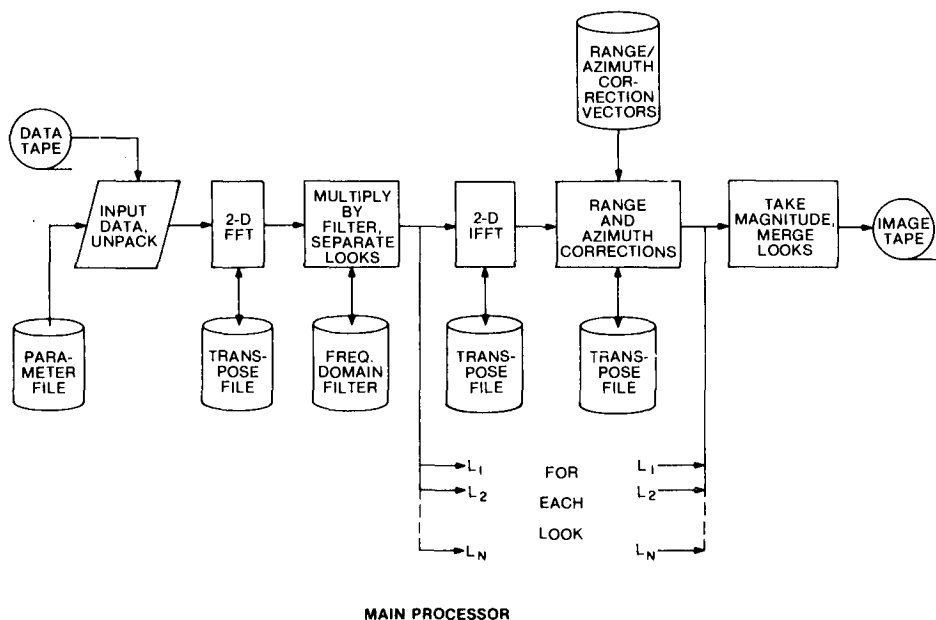 RANGE/
AZIMUTH
COR-
RECTION
VECTORS
DATA
TAPE
INPUT
DATA,
UNPACK
2-D
FFT
MULTIPLY
BY
FILTER,
SEPARATE
LOOKS
2-D
IFFT
RANGE
AND
AZIMUTH
CORRECTIONS
TAKE
MAGNITUDE,
MERGE
LOOKS
IMAGE
TAPE
PARA-
METER
FILE
TRANS-
POSE
FILE
FREQ.
DOMAIN
FILTER
TRANS-
POSE
FILE
TRANS-
POSE
FILE
L1 FOR L1
L2 EACH L2
LOOK
LN LN
MAIN PROCESSOR